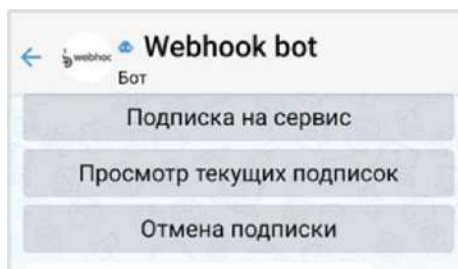 Webhook bot
Бот
Подписка на сервис
Просмотр текущих подписок
Отмена подписки